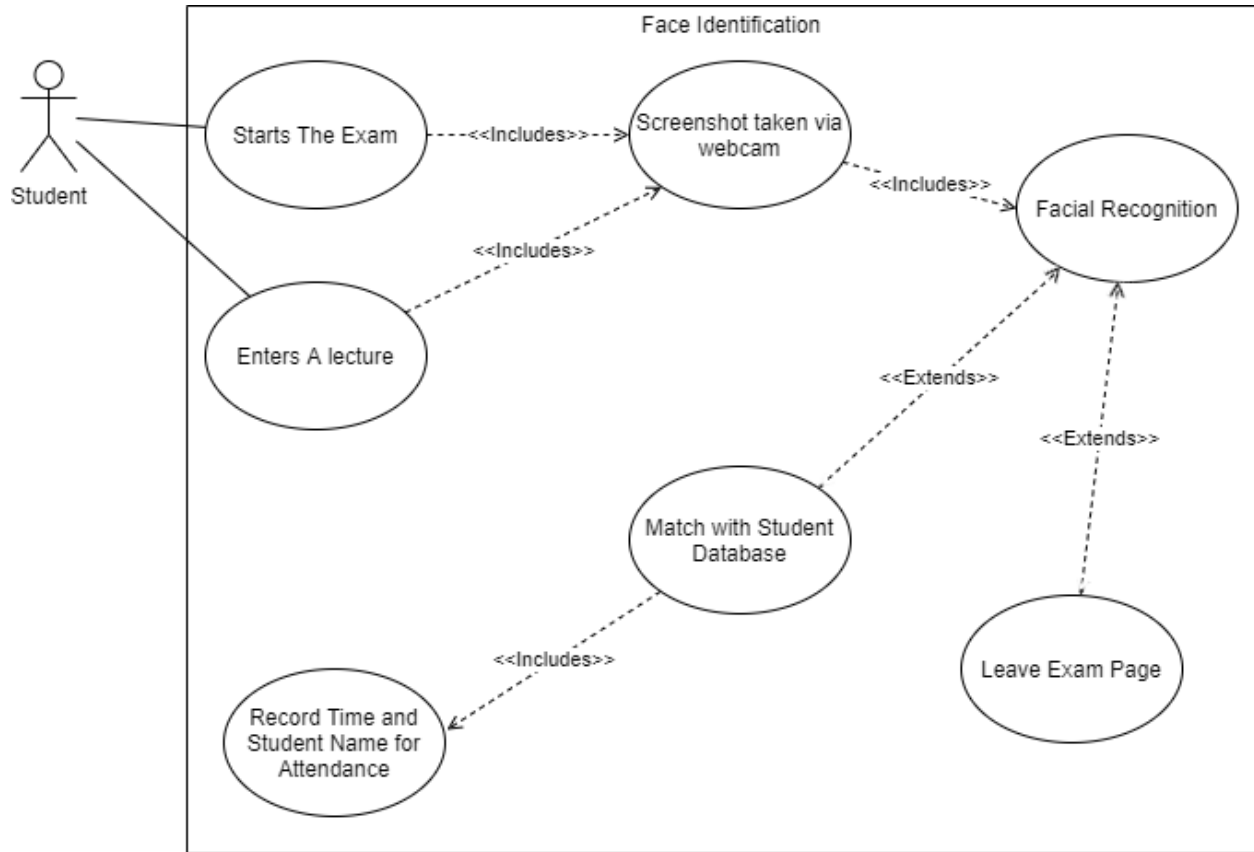 Face Identification
Student
Starts The Exam
<<Includes>>
Screenshot taken via
webcam
<<Includes>>
Facial Recognition
<<Includes>>
Enters A lecture
<<Extends>>
<<Extends>>
Match with Student
Database
<<Includes>>
Leave Exam Page
Record Time and
Student Name for
Attendance